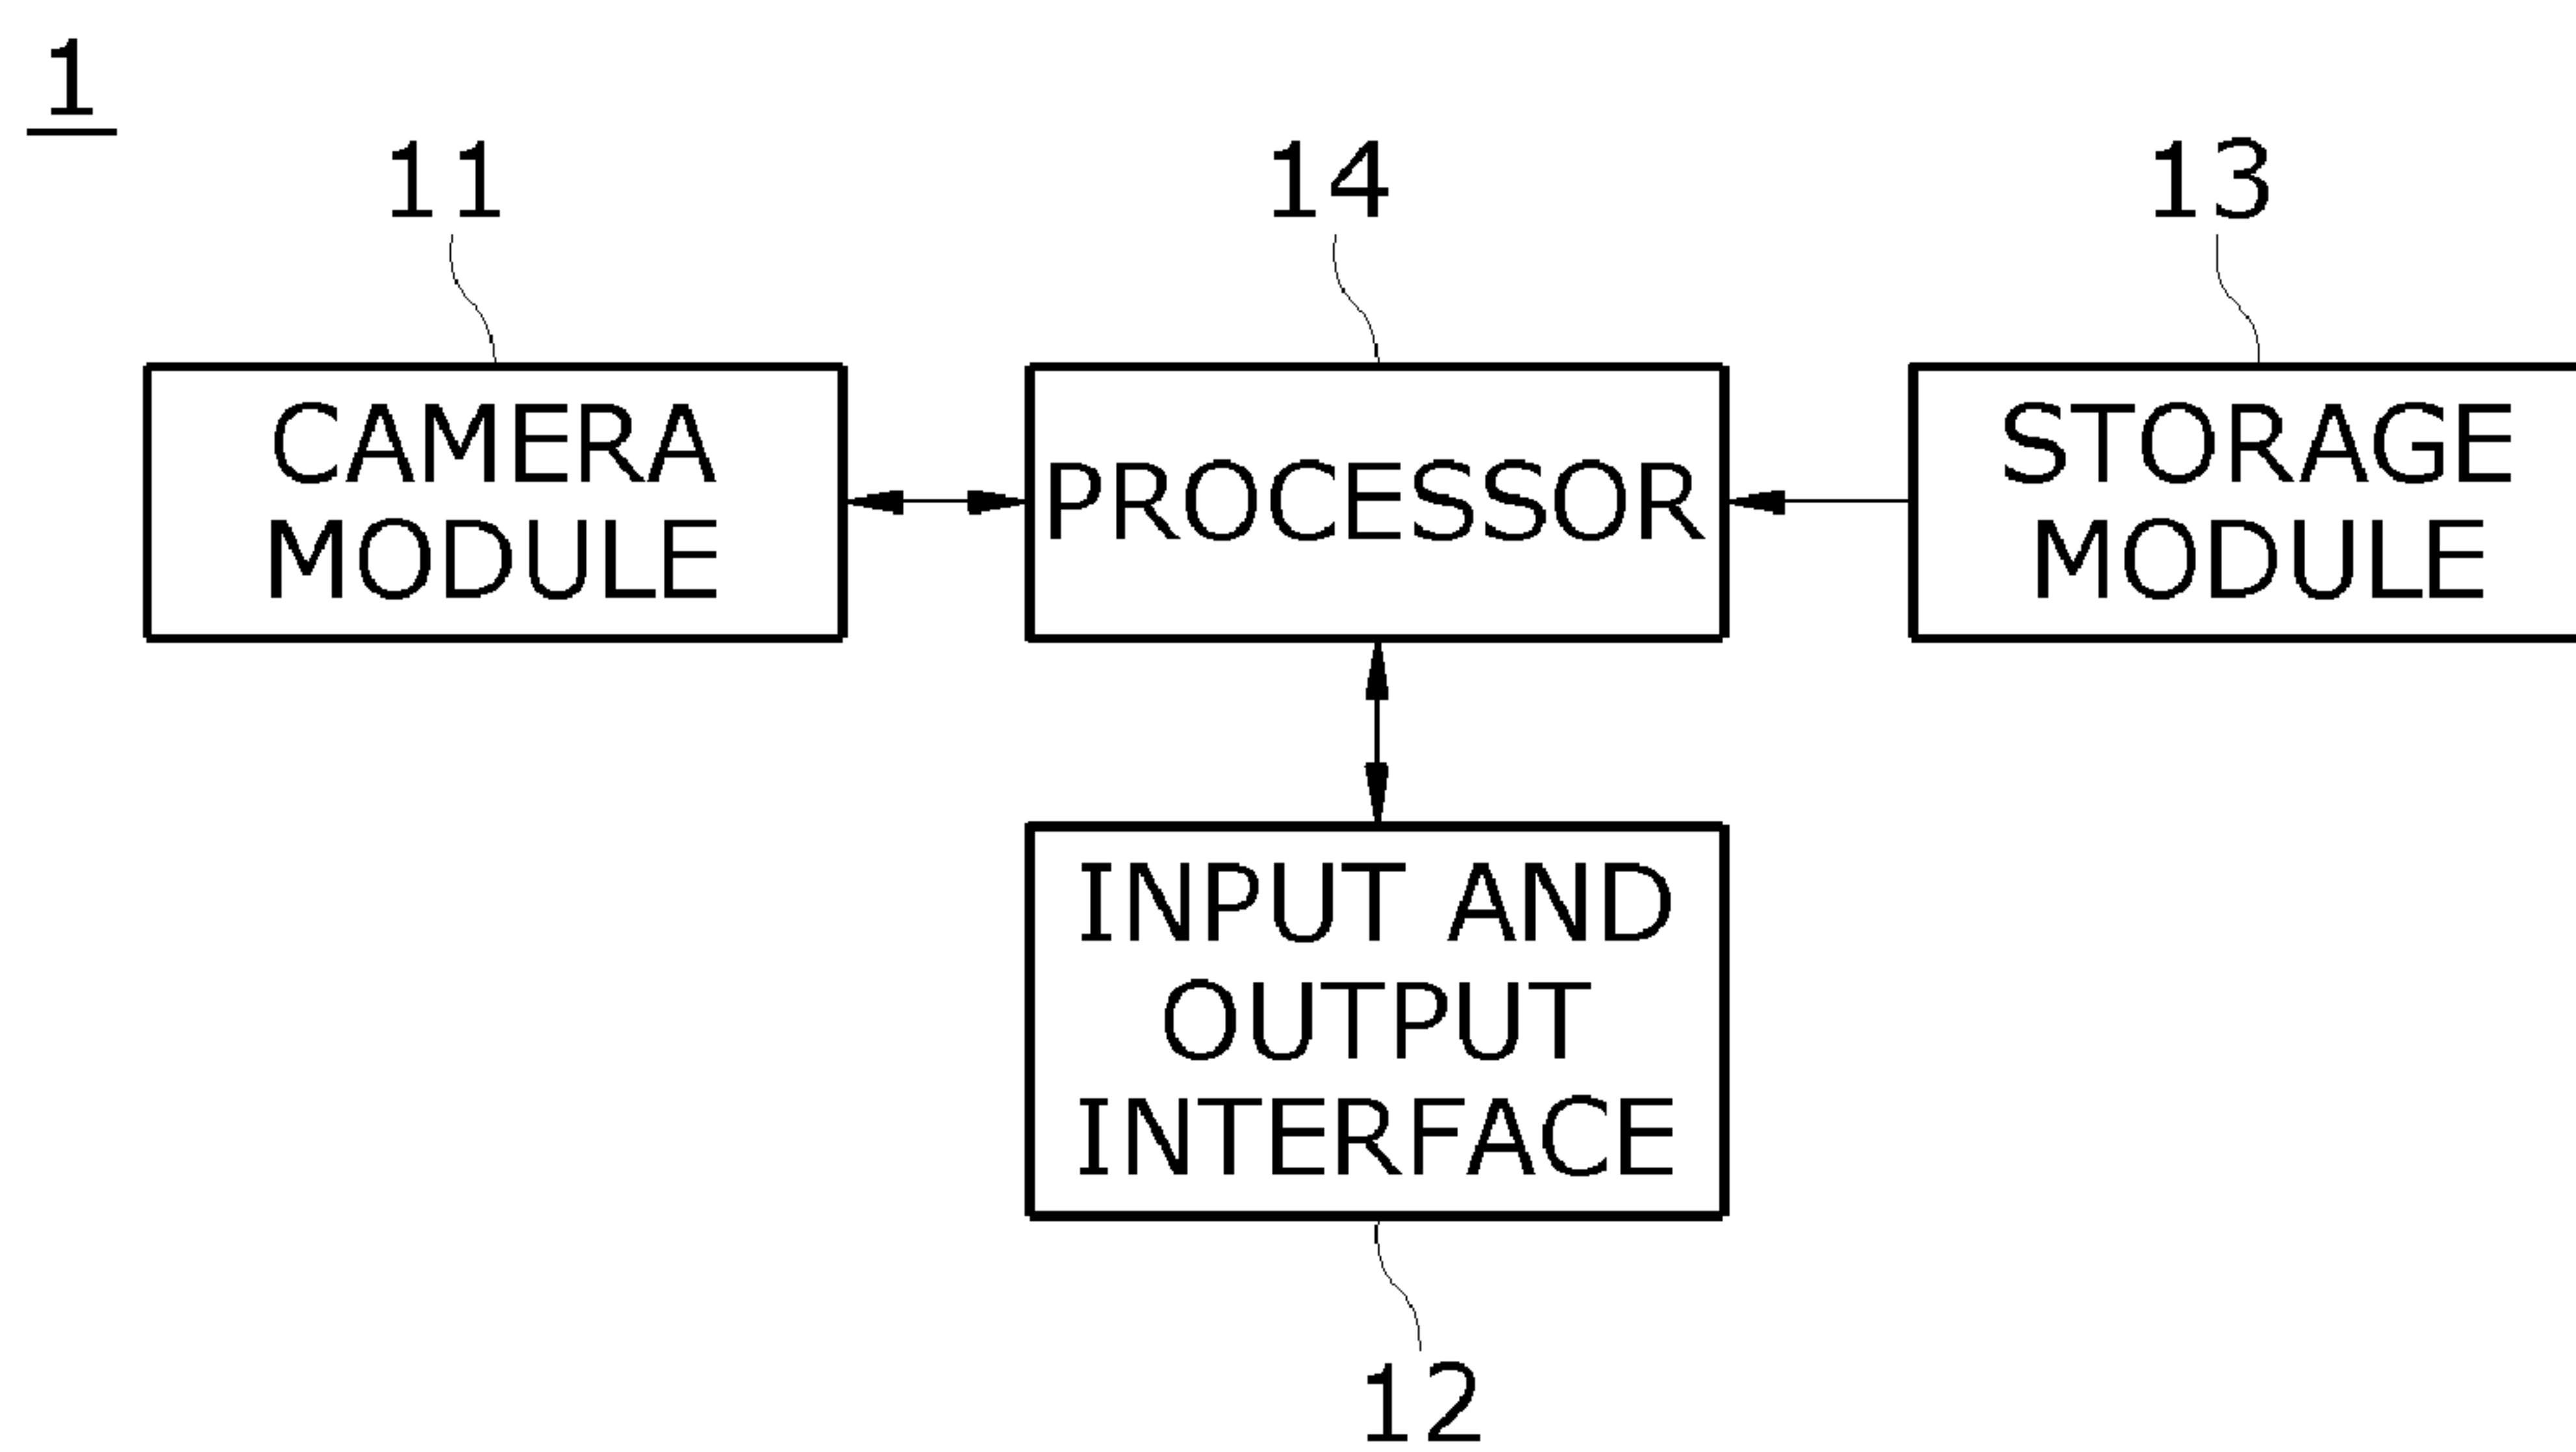 1
11
14
13
CAMERA
MODULE
PROCESSOR
STORAGE
MODULE
INPUT AND
OUTPUT
INTERFACE
12